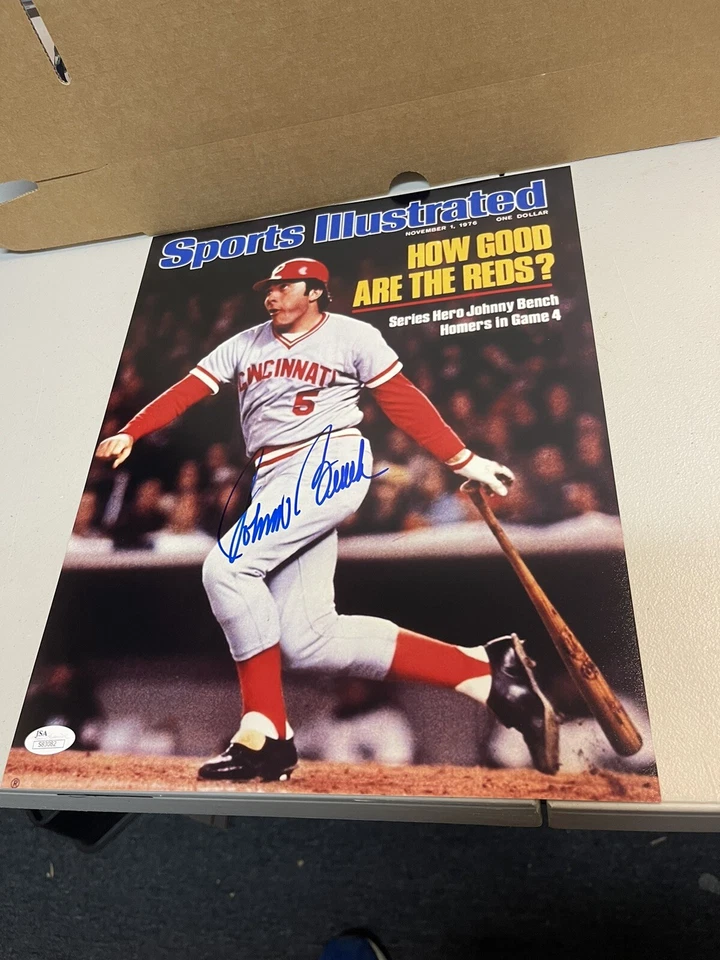 Sports Illustrated
NOVEMBER 1, 1976 ONE DOLLAR
HOW GOOD
ARE THE REDS?
Series Hero Johnny Bench
Homers in Game 4
CINCINNATI
5
Johnny Bench
JSA
®